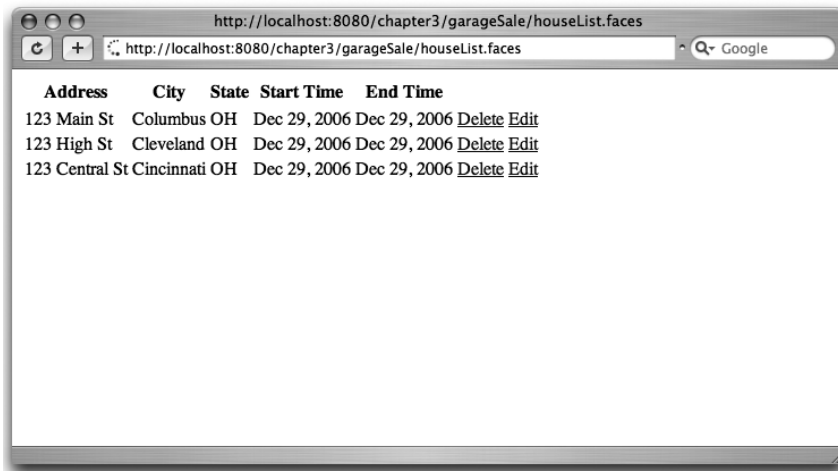 http://localhost:8080/chapter3/garageSale/houseList.faces
http://localhost:8080/chapter3/garageSale/houseList.faces Google
Address City State Start Time End Time
123 Main St Columbus OH Dec 29, 2006 Dec 29, 2006 Delete Edit
123 High St Cleveland OH Dec 29, 2006 Dec 29, 2006 Delete Edit
123 Central St Cincinnati OH Dec 29, 2006 Dec 29, 2006 Delete Edit